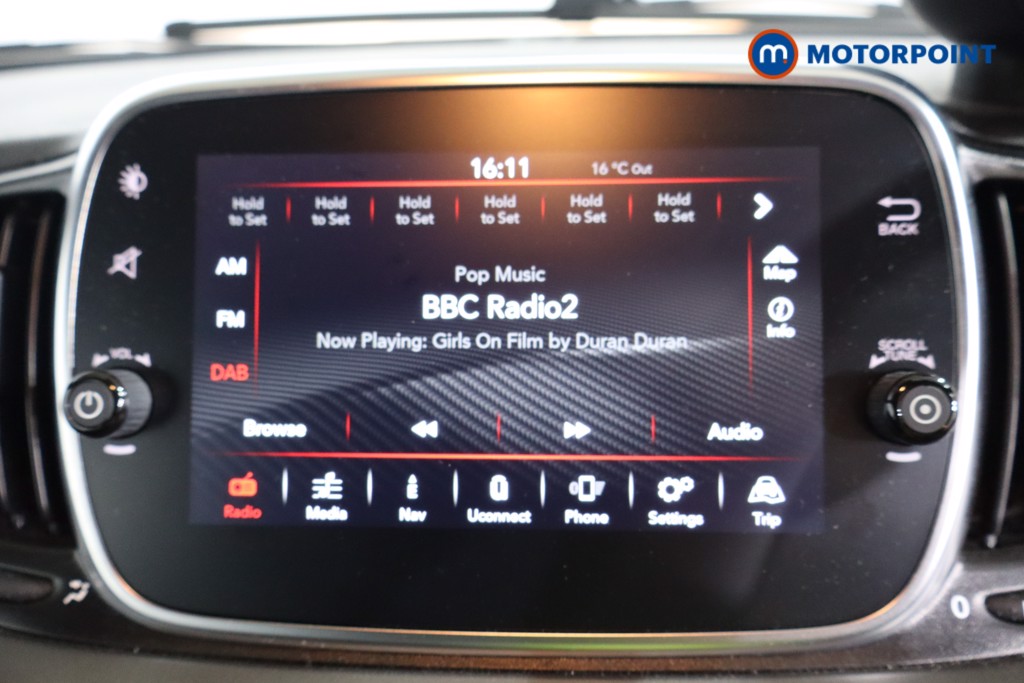 m. MOTORPOINT
16:11 16 °C Out
Hold to Set Hold to Set Hold to Set Hold to Set Hold to Set Hold to Set
BACK
AM
Map
Pop Music
BBC Radio2
FM
Info
Now Playing: Girls On Film by Duran Duran
VOL
SCROLL
TUNE
DAB
Browse Audio
E
Radio Media Nav Uconnect Phone Settings Trip
0